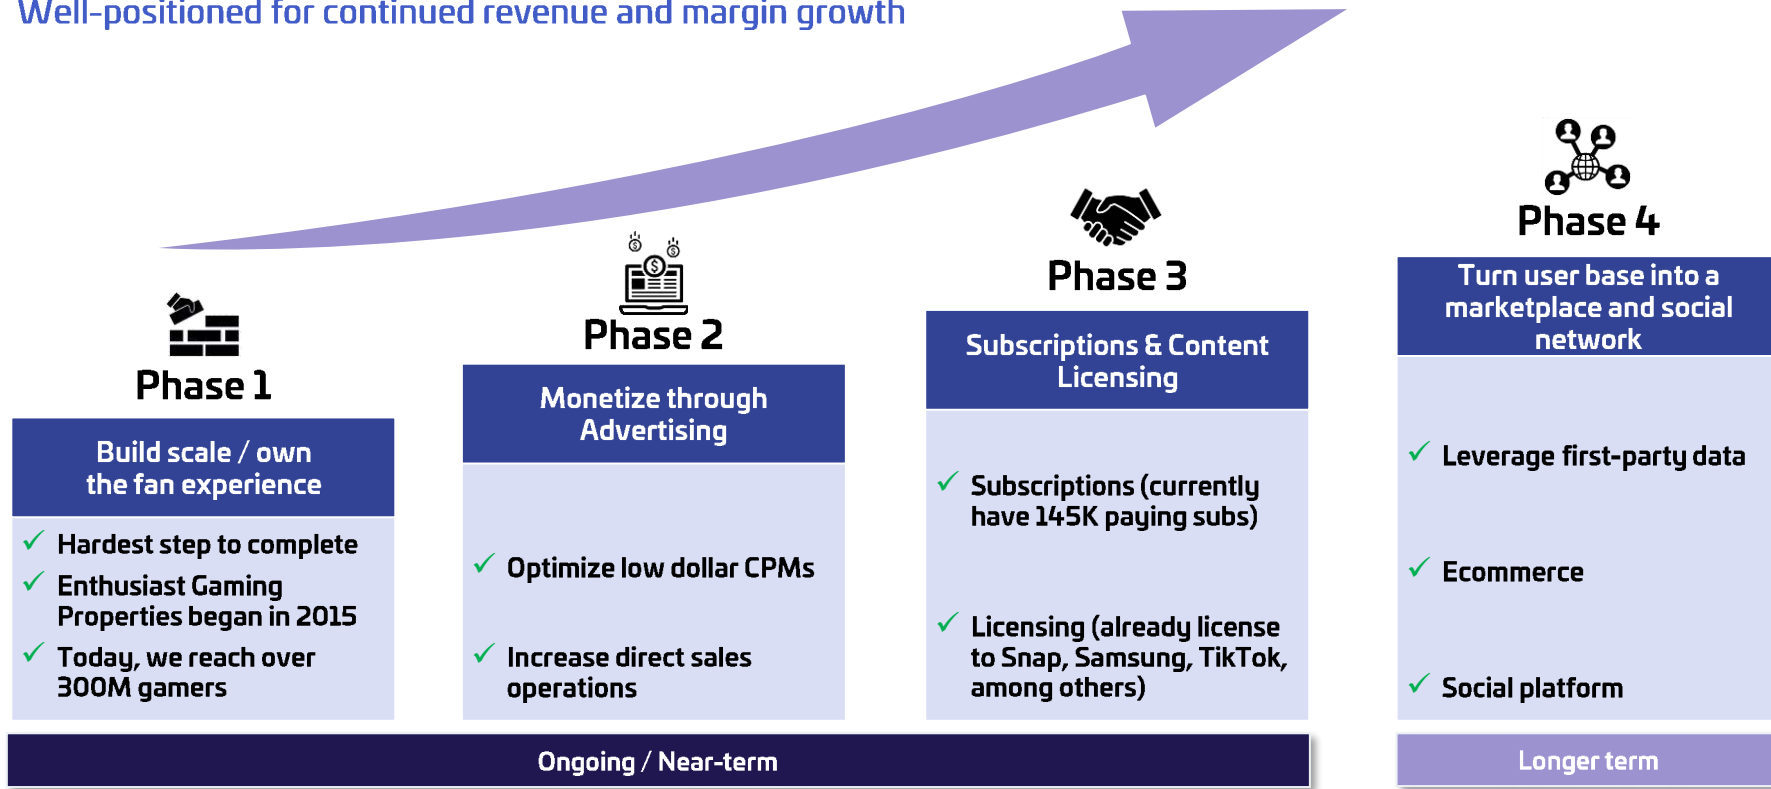 Well-positioned for continued revenue and margin growth
Phase 1
Build scale / own
the fan experience
✓ Hardest step to complete
✓ Enthusiast Gaming
Properties began in 2015
✓ Today, we reach over
300M gamers
Phase 2
Monetize through
Advertising
✓ Optimize low dollar CPMs
✓ Increase direct sales
operations
Phase 3
Subscriptions & Content
Licensing
✓ Subscriptions (currently
have 145K paying subs)
✓ Licensing (already license
to Snap, Samsung, TikTok,
among others)
Phase 4
Turn user base into a
marketplace and social
network
✓ Leverage first-party data
✓ Ecommerce
✓ Social platform
Ongoing / Near-term
Longer term